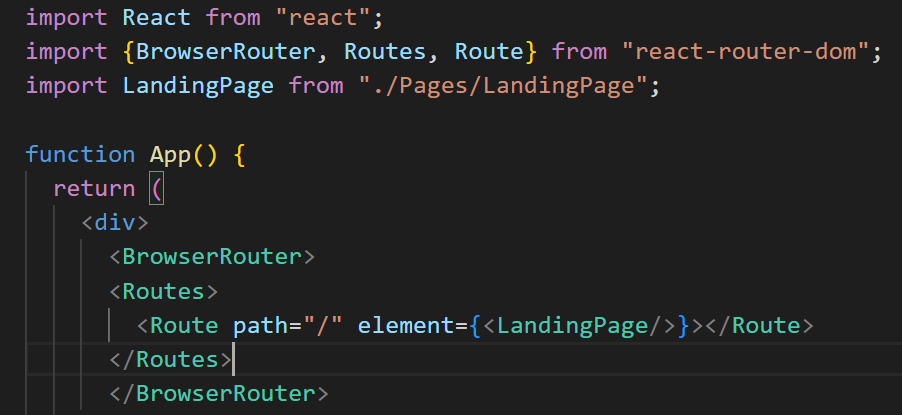 import React from "react";
import {BrowserRouter, Routes, Route} from "react-router-dom";
import LandingPage from "./Pages/LandingPage";
function App() {
return (
<div>
<BrowserRouter>
<Routes>
<Route path="/" element={<LandingPage/>}></Route>
</Routes>
</BrowserRouter>